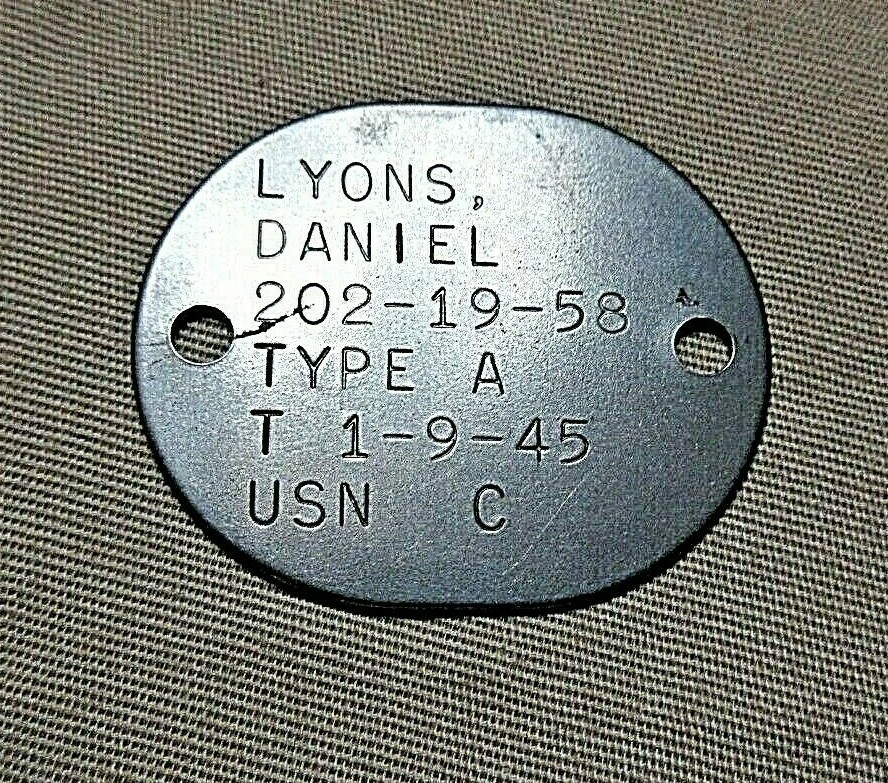 LYONS,
DANIEL
202-19-58
TYPE A
T 1-9-45
USN C